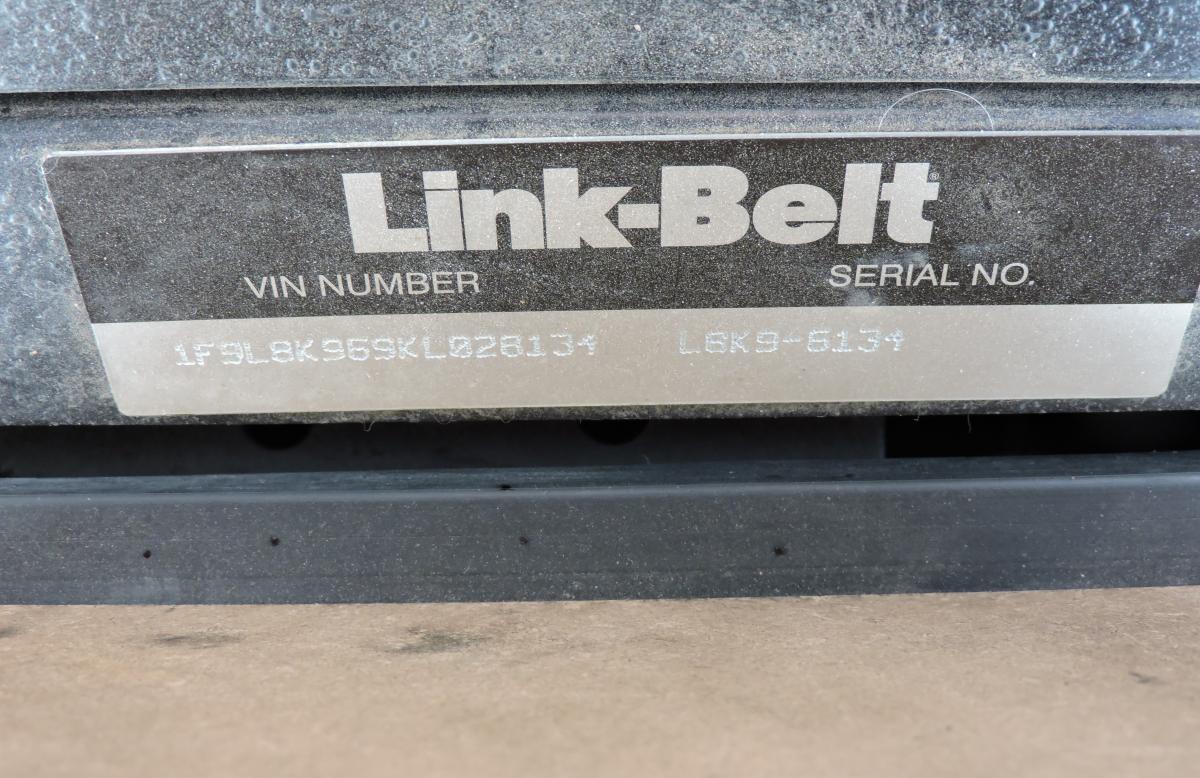 Link-Belt
VIN NUMBER SERIAL NO.
1F9L8K969KL028134 L8K9-6134